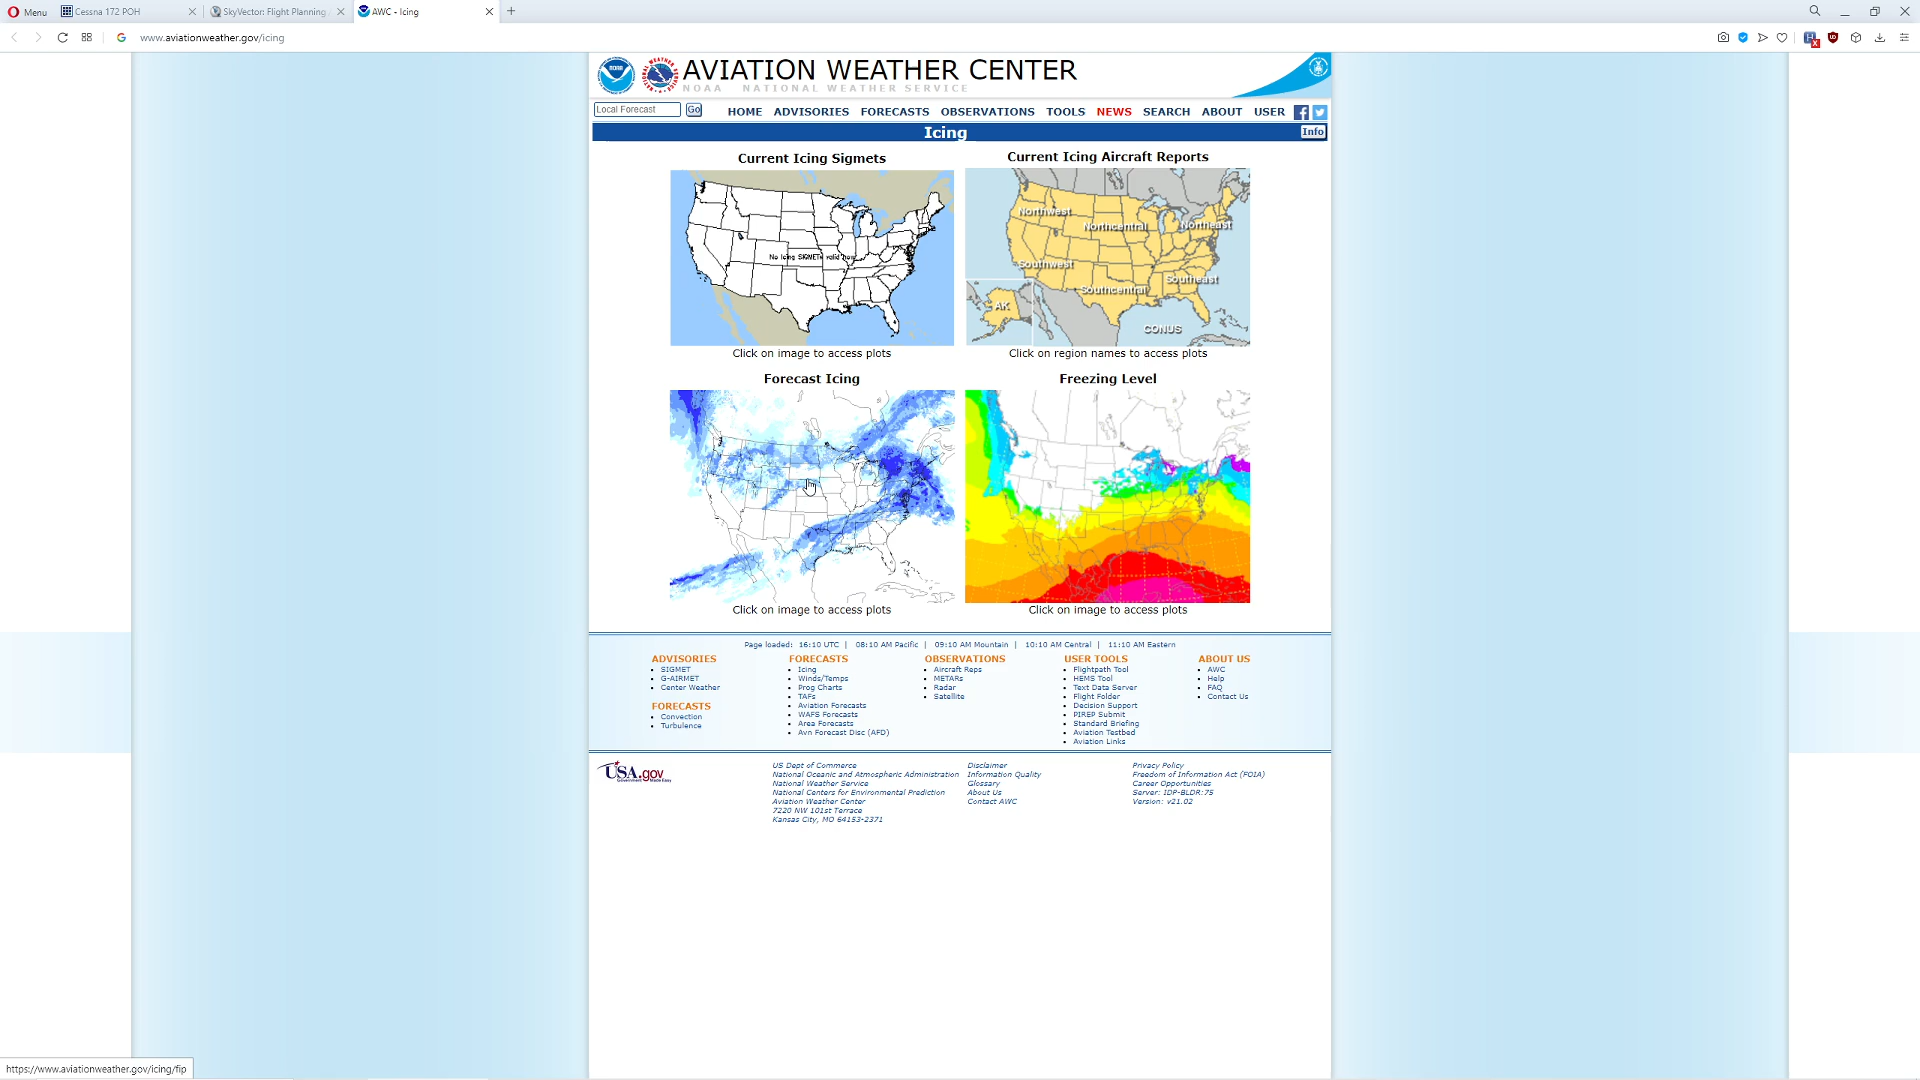 Menu
Cessna 172 POH
SkyVector: Flight Planning
AWC - Icing
www.aviationweather.gov/icing
AVIATION WEATHER CENTER
NOAA NATIONAL WEATHER SERVICE
Local Forecast
Go
HOME ADVISORIES FORECASTS OBSERVATIONS TOOLS NEWS SEARCH ABOUT USER
Icing
Info
Current Icing Sigmets
Current Icing Aircraft Reports
No Icing SIGMETs valid now
Northwest
Northcentral
Northeast
Southwest
Southcentral
Southeast
AK
CONUS
Click on image to access plots
Click on region names to access plots
Forecast Icing
Freezing Level
Click on image to access plots
Click on image to access plots
Page loaded: 16:10 UTC | 08:10 AM Pacific | 09:10 AM Mountain | 10:10 AM Central | 11:10 AM Eastern
ADVISORIES
SIGMET
G-AIRMET
Center Weather
FORECASTS
Convection
Turbulence
FORECASTS
Icing
Winds/Temps
Prog Charts
TAFs
Aviation Forecasts
WAFS Forecasts
Area Forecasts
Avn Forecast Disc (AFD)
OBSERVATIONS
Aircraft Reps
METARs
Radar
Satellite
USER TOOLS
Flightpath Tool
HEMS Tool
Text Data Server
Flight Folder
Decision Support
PIREP Submit
Standard Briefing
Aviation Testbed
Aviation Links
ABOUT US
AWC
Help
FAQ
Contact Us
USA.gov
US Dept of Commerce
National Oceanic and Atmospheric Administration
National Weather Service
National Centers for Environmental Prediction
Aviation Weather Center
7220 NW 101st Terrace
Kansas City, MO 64153-2371
Disclaimer
Information Quality
Glossary
About Us
Contact AWC
Privacy Policy
Freedom of Information Act (FOIA)
Career Opportunities
Server: IDP-BLDR:75
Version: v21.02
https://www.aviationweather.gov/icing/fip